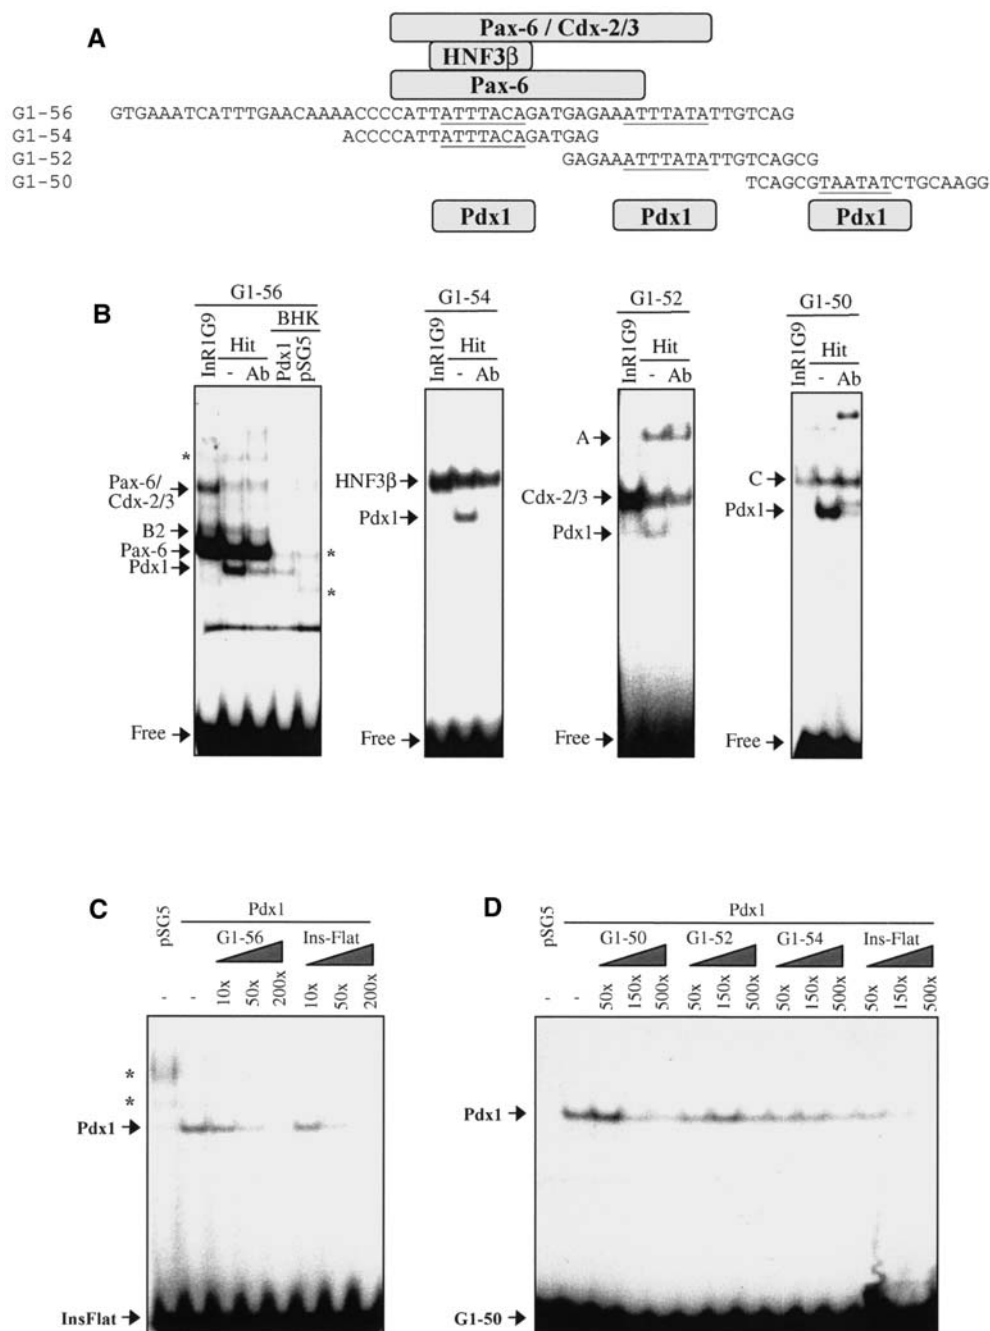 A
Pax-6 / Cdx-2/3
HNF3β
Pax-6
G1-56 GTGAAATCATTTGAACAAAACCCCATTATTTACAGATGAGAAATTTATATTGTCAG
G1-54 ACCCCATTATTTACAGATGAG
G1-52 GAGAAATTTATATTGTCAGCG
G1-50 TCAGCGTAATATCTGCAAGG
Pdx1 Pdx1 Pdx1
B
G1-56
BHK
InR1G9
Hit
- Ab
Pdx1
pSG5
*
Pax-6/
Cdx-2/3
B2
Pax-6
*
Pdx1
*
Free
G1-54
InR1G9
Hit
- Ab
HNF3β
Pdx1
Free
G1-52
InR1G9
Hit
- Ab
A
Cdx-2/3
Pdx1
Free
G1-50
InR1G9
Hit
- Ab
C
Pdx1
Free
C
pSG5
Pdx1
G1-56 Ins-Flat
- - 10x 50x 200x 10x 50x 200x
*
*
Pdx1
InsFlat
D
pSG5
Pdx1
G1-50 G1-52 G1-54 Ins-Flat
- - 50x 150x 500x 50x 150x 500x 50x 150x 500x 50x 150x 500x
Pdx1
G1-50